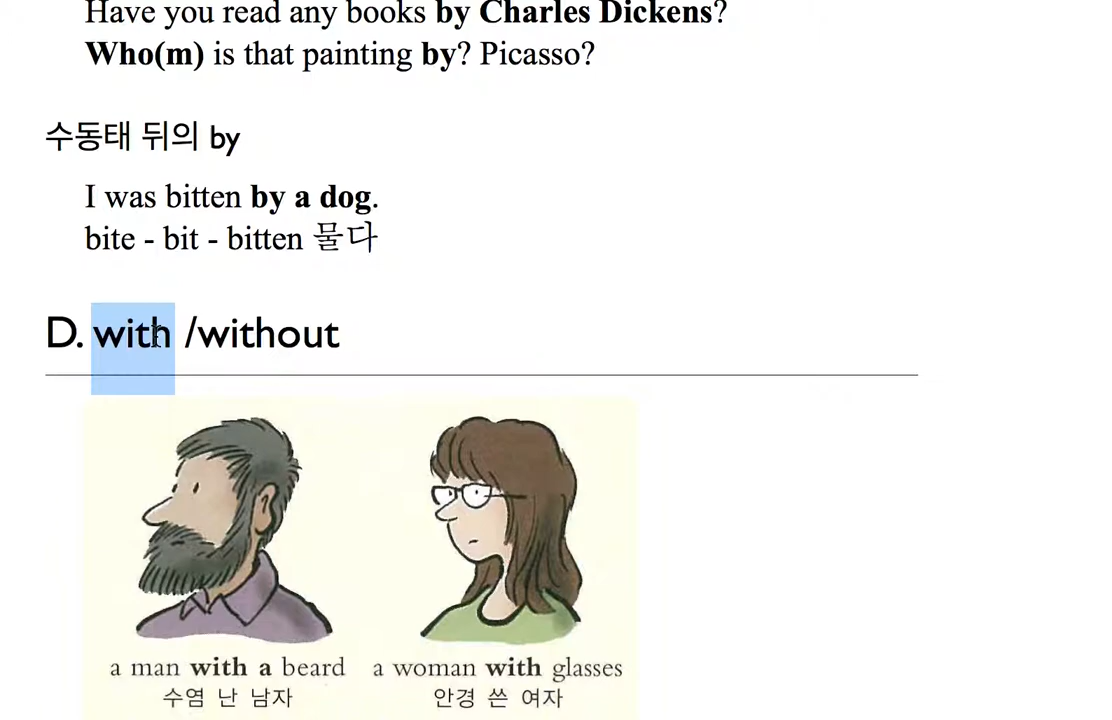 Have you read any books by Charles Dickens?
Who(m) is that painting by? Picasso?
수동태 뒤의 by
I was bitten by a dog.
bite - bit - bitten 물다
D. with /without
a man with a beard a woman with glasses
수염 난 남자 안경 쓴 여자